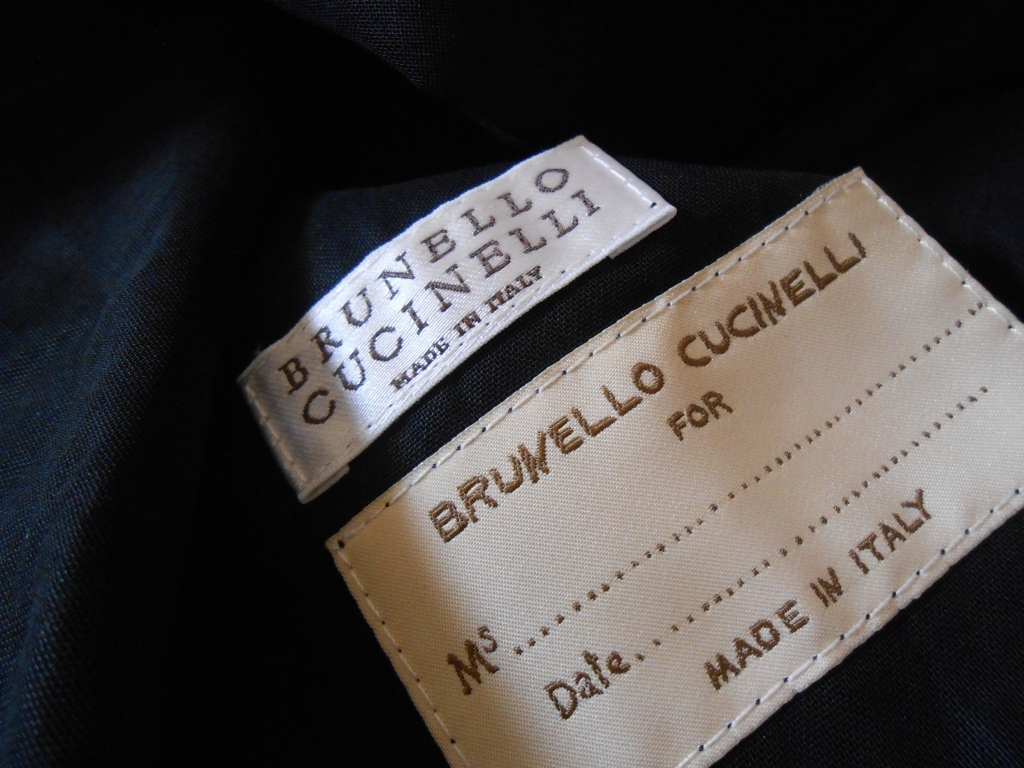 BRUNELLO
CUCINELLI
MADE IN ITALY
BRUNELLO CUCINELLI
FOR
Ms....................................................
Date................................................
MADE IN ITALY